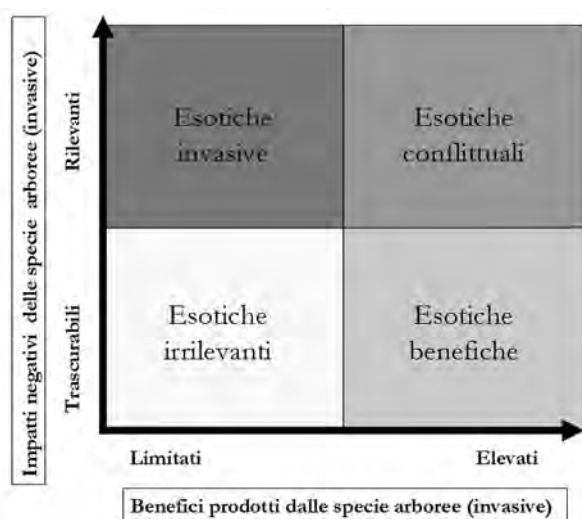 Impatti negativi delle specie arboree (invasive)
Rilevanti
Trascurabili
Esotiche
invasive
Esotiche
conflittuali
Esotiche
irrilevanti
Esotiche
benefiche
Limitati
Elevati
Benefici prodotti dalle specie arboree (invasive)